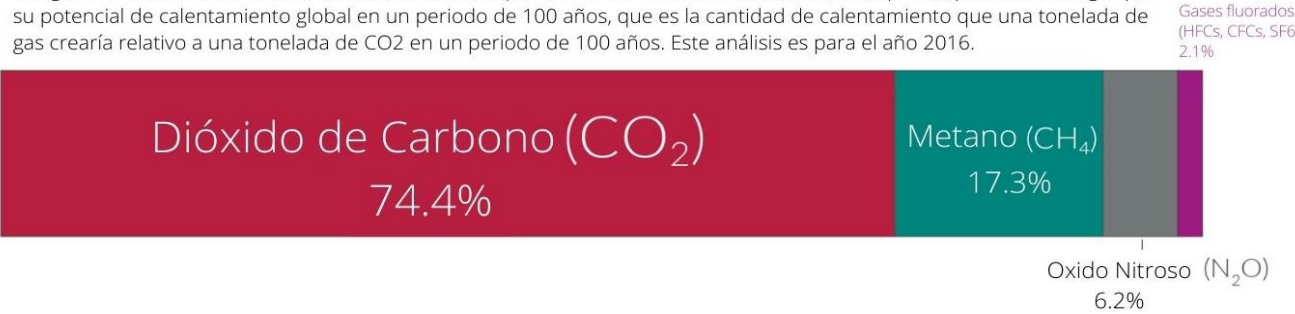 su potencial de calentamiento global en un periodo de 100 años, que es la cantidad de calentamiento que una tonelada de
gas crearía relativo a una tonelada de CO2 en un periodo de 100 años. Este análisis es para el año 2016.
Gases fluorados
(HFCs, CFCs, SF6
2.1%
Dióxido de Carbono (CO₂)
74.4%
Metano (CH₄)
17.3%
Oxido Nitroso (N₂O)
6.2%